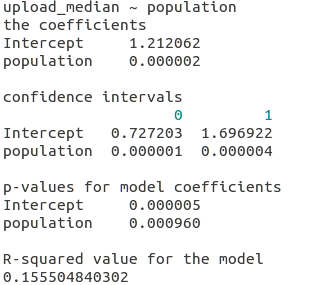 upload_median ~ population
the coefficients
Intercept     1.212062
population    0.000002
confidence intervals
0         1
Intercept   0.727203  1.696922
population  0.000001  0.000004
p-values for model coefficients
Intercept     0.000005
population    0.000960
R-squared value for the model
0.155504840302